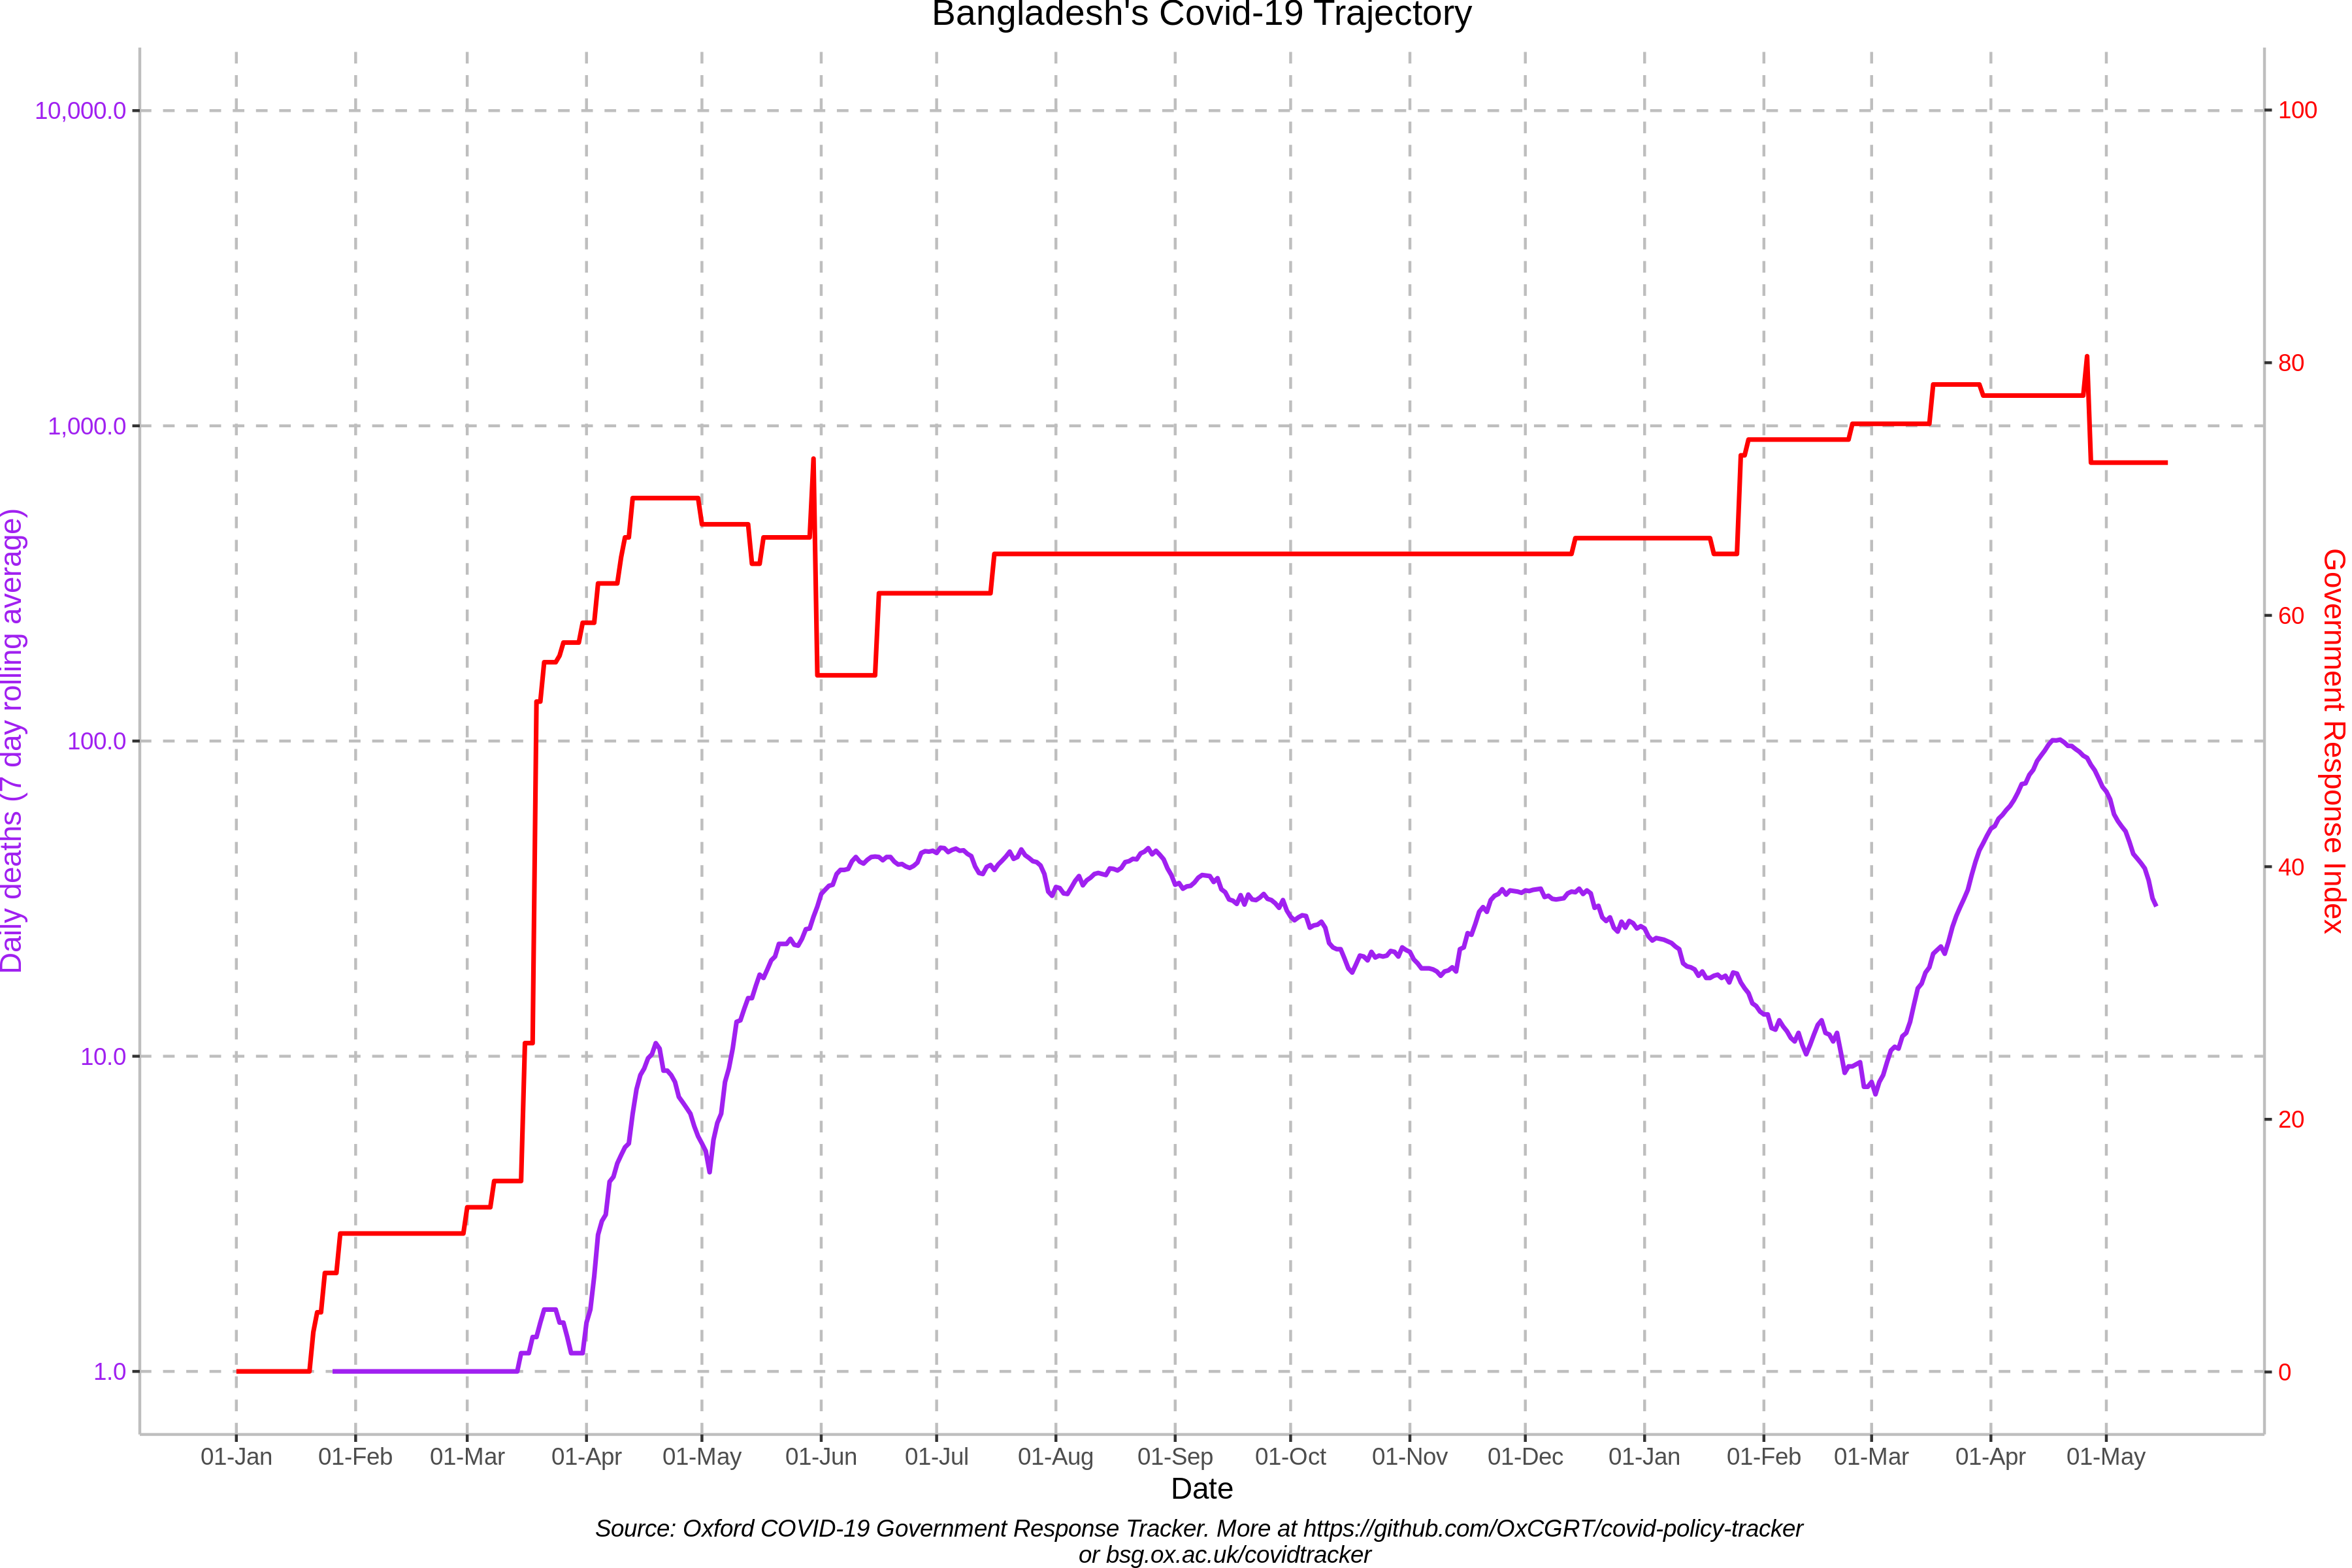 Bangladesh's Covid-19 Trajectory
10,000.0
1,000.0
100.0
10.0
1.0
Daily deaths (7 day rolling average)
100
80
60
40
20
0
Government Response Index
01-Jan 01-Feb 01-Mar 01-Apr 01-May 01-Jun 01-Jul 01-Aug 01-Sep 01-Oct 01-Nov 01-Dec 01-Jan 01-Feb 01-Mar 01-Apr 01-May
Date
Source: Oxford COVID-19 Government Response Tracker. More at https://github.com/OxCGRT/covid-policy-tracker
or bsg.ox.ac.uk/covidtracker